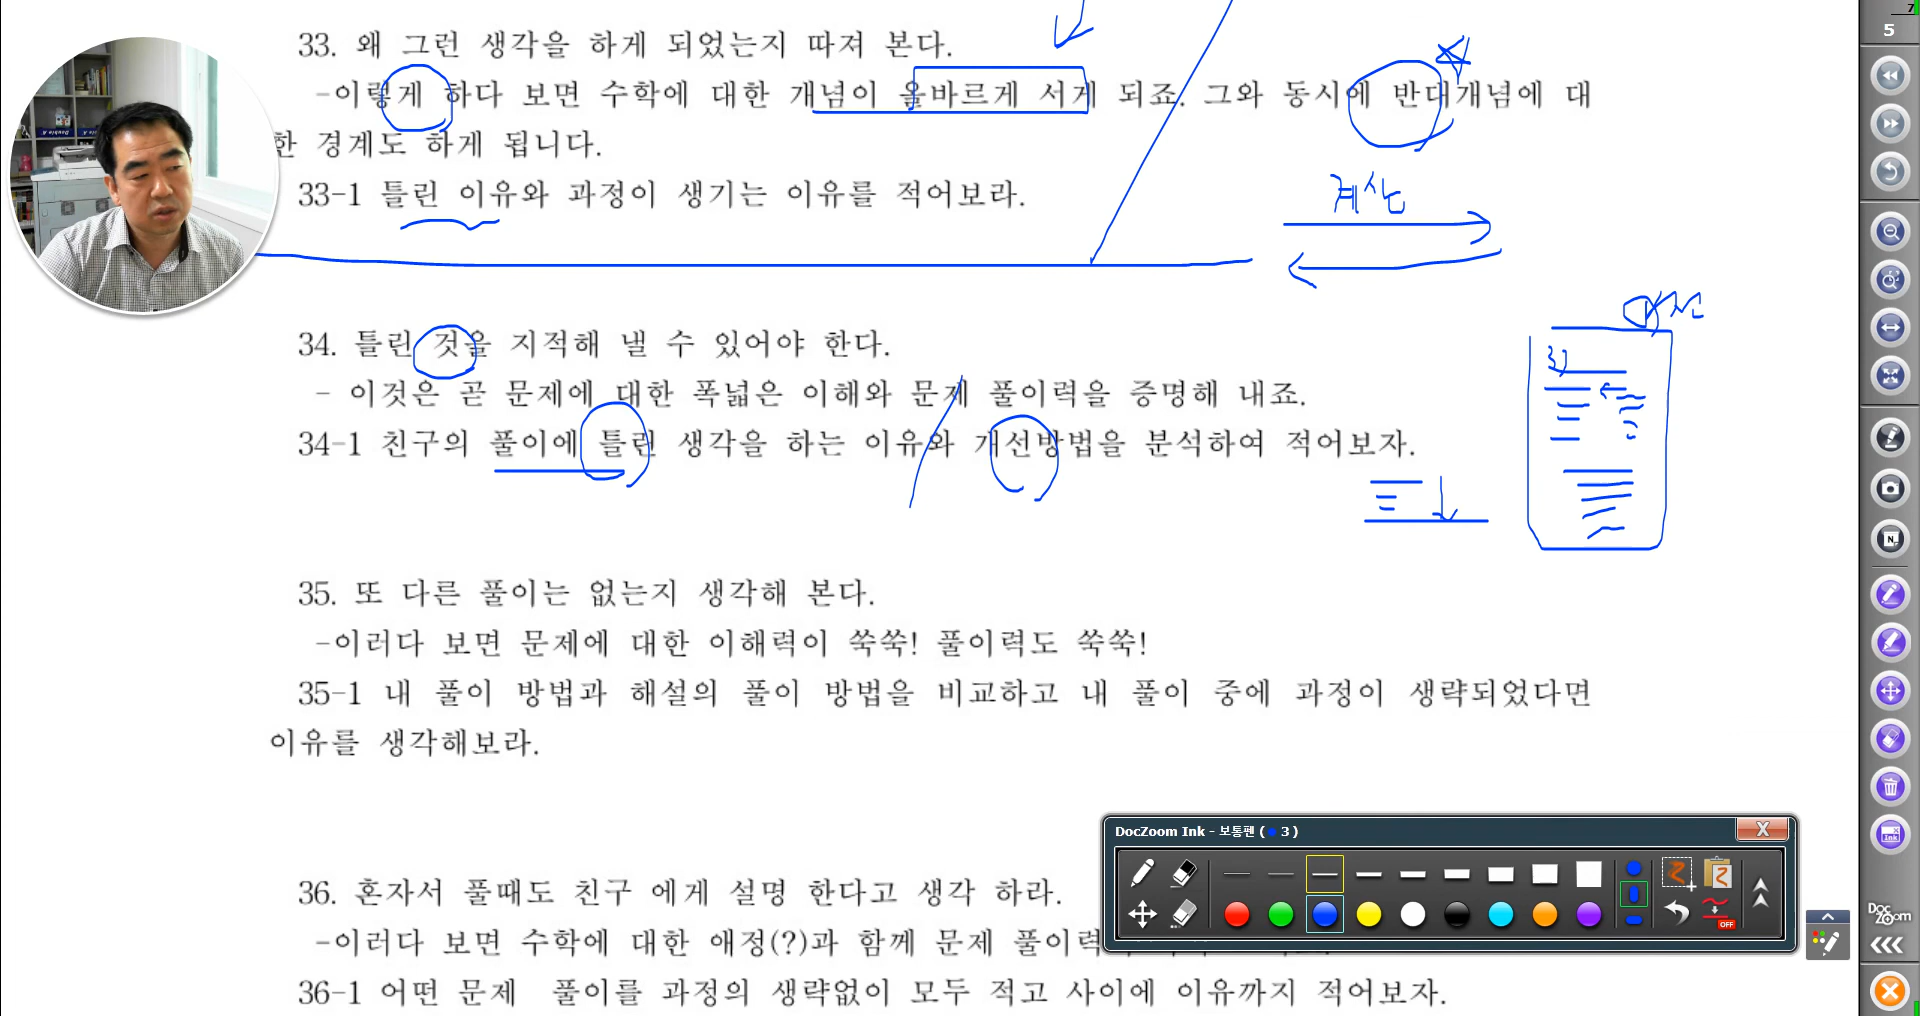 7
5
33. 왜 그런 생각을 하게 되었는지 따져 본다.
-이렇게 하다 보면 수학에 대한 개념이 올바르게 서게 되죠. 그와 동시에 반대개념에 대
한 경계도 하게 됩니다.
계산
33-1 틀린 이유와 과정이 생기는 이유를 적어보라.
34. 틀린 것을 지적해 낼 수 있어야 한다.
3)
- 이것은 곧 문제에 대한 폭넓은 이해와 문제 풀이력을 증명해 내죠.
34-1 친구의 풀이에 틀린 생각을 하는 이유와 개선방법을 분석하여 적어보자.
35. 또 다른 풀이는 없는지 생각해 본다.
-이러다 보면 문제에 대한 이해력이 쑥쑥! 풀이력도 쑥쑥!
35-1 내 풀이 방법과 해설의 풀이 방법을 비교하고 내 풀이 중에 과정이 생략되었다면
이유를 생각해보라.
DocZoom Ink - 보통펜 ( 3 )
X
36. 혼자서 풀때도 친구 에게 설명 한다고 생각 하라.
OFF
Doc Zoom
-이러다 보면 수학에 대한 애정(?)과 함께 문제 풀이력
36-1 어떤 문제 풀이를 과정의 생략없이 모두 적고 사이에 이유까지 적어보자.